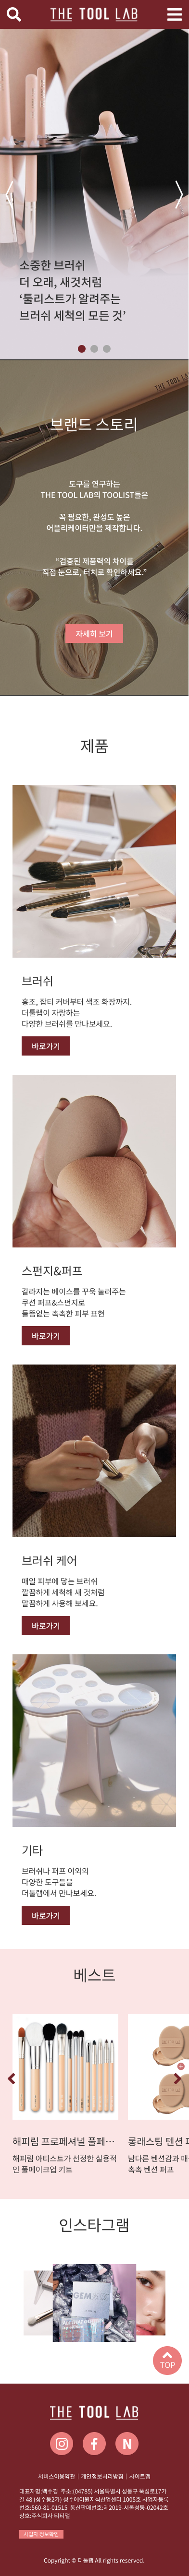 THE TOOL LAB
소중한 브러쉬
더 오래, 새것처럼
‘툴리스트가 알려주는
브러쉬 세척의 모든 것’
브랜드 스토리
도구를 연구하는
THE TOOL LAB의 TOOLIST들은
꼭 필요한, 완성도 높은
어플리케이터만을 제작합니다.
"검증된 제품력의 차이를
직접 눈으로, 터치로 확인하세요."
자세히 보기
제품
브러쉬
홍조, 잡티 커버부터 색조 화장까지.
더툴랩이 자랑하는
다양한 브러쉬를 만나보세요.
바로가기
스펀지&퍼프
갈라지는 베이스를 꾸욱 눌러주는
쿠션 퍼프&스펀지로
들뜸없는 촉촉한 피부 표현
바로가기
브러쉬 케어
매일 피부에 닿는 브러쉬
깔끔하게 세척해 새 것처럼
말끔하게 사용해 보세요.
바로가기
기타
브러쉬나 퍼프 이외의
다양한 도구들을
더툴랩에서 만나보세요.
바로가기
베스트
해피림 프로페셔널 풀페…
롱래스팅 텐션 퍼
해피림 아티스트가 선정한 실용적
인 풀메이크업 키트
남다른 텐션감과 매
촉촉 텐션 퍼프
인스타그램
TOP
THE TOOL LAB
N
서비스이용약관 | 개인정보처리방침 | 사이트맵
대표자명:백수경 주소:(04785) 서울특별시 성동구 뚝섬로17가
길 48 (성수동2가) 성수에이원지식산업센터 1005호 사업자등록
번호:560-81-01515 통신판매번호:제2019-서울성동-02042호
상호:주식회사 티티엠
사업자 정보확인
Copyright © 더툴랩 All rights reserved.